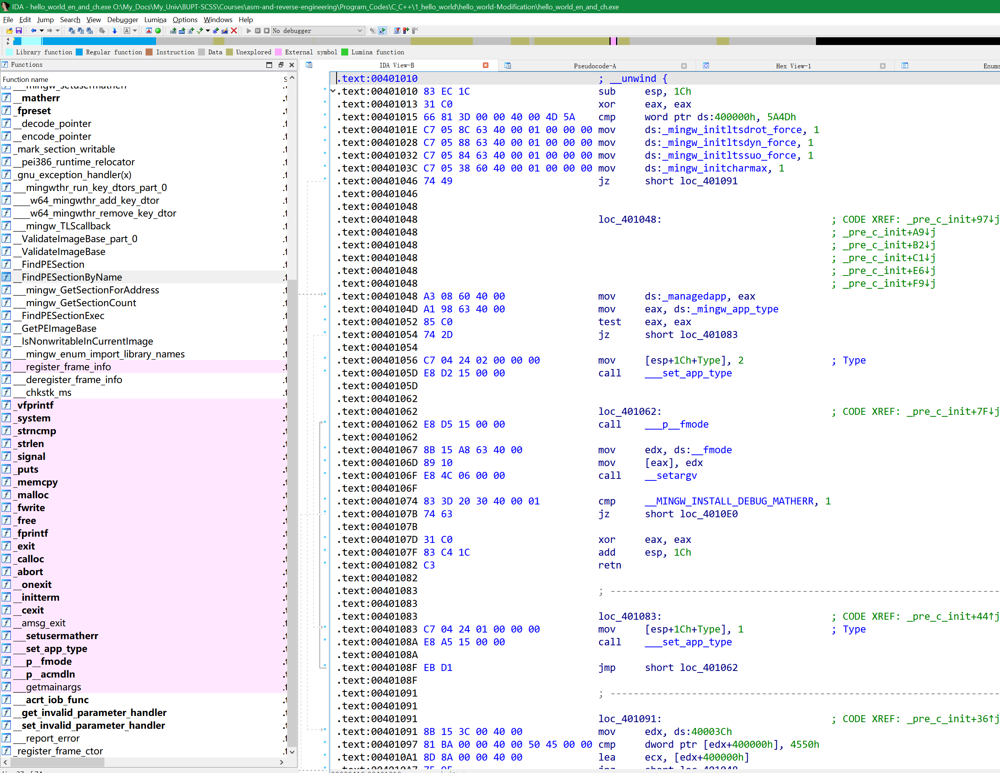 IDA - hello_world_en_and_ch.exe O:\My_Docs\My_Univ\BUPT-SCSS\Courses\asm-and-reverse-engineering\Program_Codes\C_C++\1_hello_world\hello_world-Modification\hello_world_en_and_ch.exe
File Edit Jump Search View Debugger Lumina Options Windows Help
No debugger
Library function Regular function Instruction Data Unexplored External symbol Lumina function
Functions
IDA View-B Pseudocode-A Hex View-1 Enums
Function name
___mingw_setusermatherr
__matherr
_fpreset
__decode_pointer
__encode_pointer
_mark_section_writable
__pei386_runtime_relocator
_gnu_exception_handler(x)
___mingwthr_run_key_dtors_part_0
____w64_mingwthr_add_key_dtor
____w64_mingwthr_remove_key_dtor
___mingw_TLScallback
__ValidateImageBase_part_0
__ValidateImageBase
__FindPESection
__FindPESectionByName
___mingw_GetSectionForAddress
___mingw_GetSectionCount
__FindPESectionExec
__GetPEImageBase
__IsNonwritableInCurrentImage
___mingw_enum_import_library_names
___register_frame_info
___deregister_frame_info
___chkstk_ms
_vfprintf
_system
_strncmp
_strlen
_signal
_puts
_memcpy
_malloc
_fwrite
_free
_fprintf
_exit
_calloc
_abort
__onexit
__initterm
__cexit
__amsg_exit
___setusermatherr
___set_app_type
___p__fmode
___p__acmdln
___getmainargs
___acrt_iob_func
__get_invalid_parameter_handler
__set_invalid_parameter_handler
___report_error
_register_frame_ctor
.text:00401010 ; __unwind {
.text:00401010 83 EC 1C sub esp, 1Ch
.text:00401013 31 C0 xor eax, eax
.text:00401015 66 81 3D 00 00 40 00 4D 5A cmp word ptr ds:400000h, 5A4Dh
.text:0040101E C7 05 8C 63 40 00 01 00 00 00 mov ds:_mingw_initltsdrot_force, 1
.text:00401028 C7 05 88 63 40 00 01 00 00 00 mov ds:_mingw_initltsdyn_force, 1
.text:00401032 C7 05 84 63 40 00 01 00 00 00 mov ds:_mingw_initltssuo_force, 1
.text:0040103C C7 05 38 60 40 00 01 00 00 00 mov ds:_mingw_initcharmax, 1
.text:00401046 74 49 jz short loc_401091
.text:00401046
.text:00401048
.text:00401048 loc_401048: ; CODE XREF: _pre_c_init+97↓j
.text:00401048 ; _pre_c_init+A9↓j
.text:00401048 ; _pre_c_init+B2↓j
.text:00401048 ; _pre_c_init+C1↓j
.text:00401048 ; _pre_c_init+E6↓j
.text:00401048 ; _pre_c_init+F9↓j
.text:00401048 A3 08 60 40 00 mov ds:_managedapp, eax
.text:0040104D A1 98 63 40 00 mov eax, ds:_mingw_app_type
.text:00401052 85 C0 test eax, eax
.text:00401054 74 2D jz short loc_401083
.text:00401054
.text:00401056 C7 04 24 02 00 00 00 mov [esp+1Ch+Type], 2 ; Type
.text:0040105D E8 D2 15 00 00 call ___set_app_type
.text:0040105D
.text:00401062
.text:00401062 loc_401062: ; CODE XREF: _pre_c_init+7F↓j
.text:00401062 E8 D5 15 00 00 call ___p__fmode
.text:00401062
.text:00401067 8B 15 A8 63 40 00 mov edx, ds:__fmode
.text:0040106D 89 10 mov [eax], edx
.text:0040106F E8 4C 06 00 00 call __setargv
.text:0040106F
.text:00401074 83 3D 20 30 40 00 01 cmp __MINGW_INSTALL_DEBUG_MATHERR, 1
.text:0040107B 74 63 jz short loc_4010E0
.text:0040107B
.text:0040107D 31 C0 xor eax, eax
.text:0040107F 83 C4 1C add esp, 1Ch
.text:00401082 C3 retn
.text:00401082
.text:00401083 ; ---------------------------------------------------------------------------
.text:00401083
.text:00401083 loc_401083: ; CODE XREF: _pre_c_init+44↑j
.text:00401083 C7 04 24 01 00 00 00 mov [esp+1Ch+Type], 1 ; Type
.text:0040108A E8 A5 15 00 00 call ___set_app_type
.text:0040108A
.text:0040108F EB D1 jmp short loc_401062
.text:0040108F
.text:00401091 ; ---------------------------------------------------------------------------
.text:00401091
.text:00401091 loc_401091: ; CODE XREF: _pre_c_init+36↑j
.text:00401091 8B 15 3C 00 40 00 mov edx, ds:40003Ch
.text:00401097 81 BA 00 00 40 00 50 45 00 00 cmp dword ptr [edx+400000h], 4550h
.text:004010A1 8D 8A 00 00 40 00 lea ecx, [edx+400000h]
.text:004010A7 75 9F jnz short loc_401048